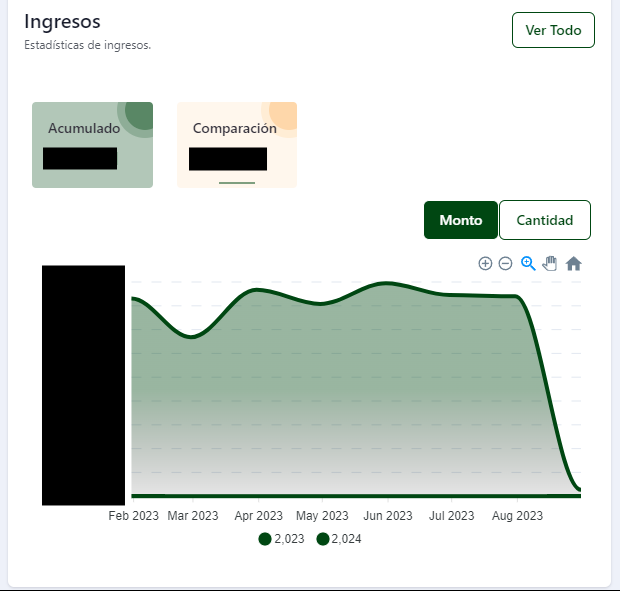 Ingresos
Estadísticas de ingresos.
Ver Todo
Acumulado
Comparación
Monto
Cantidad
Feb 2023 Mar 2023 Apr 2023 May 2023 Jun 2023 Jul 2023 Aug 2023
2,023 2,024